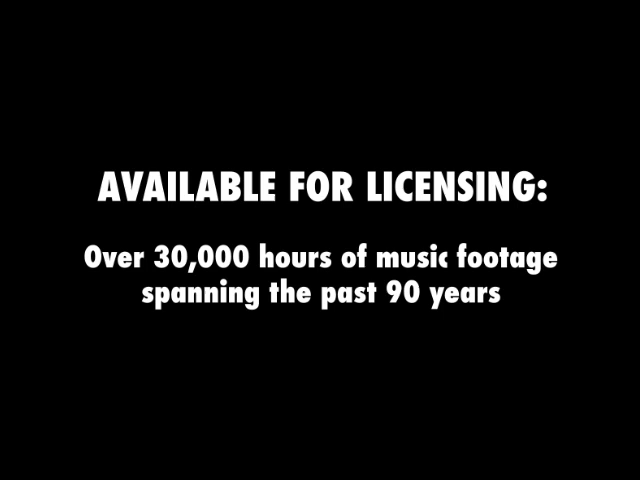 AVAILABLE FOR LICENSING:
Over 30,000 hours of music footage
spanning the past 90 years